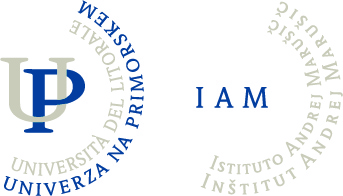 UP
UNIVERSITÀ DEL LITORALE
UNIVERZA NA PRIMORSKEM
IAM
ISTITUTO ANDREJ MARUŠIČ
INŠTITUT ANDREJ MARUŠIČ